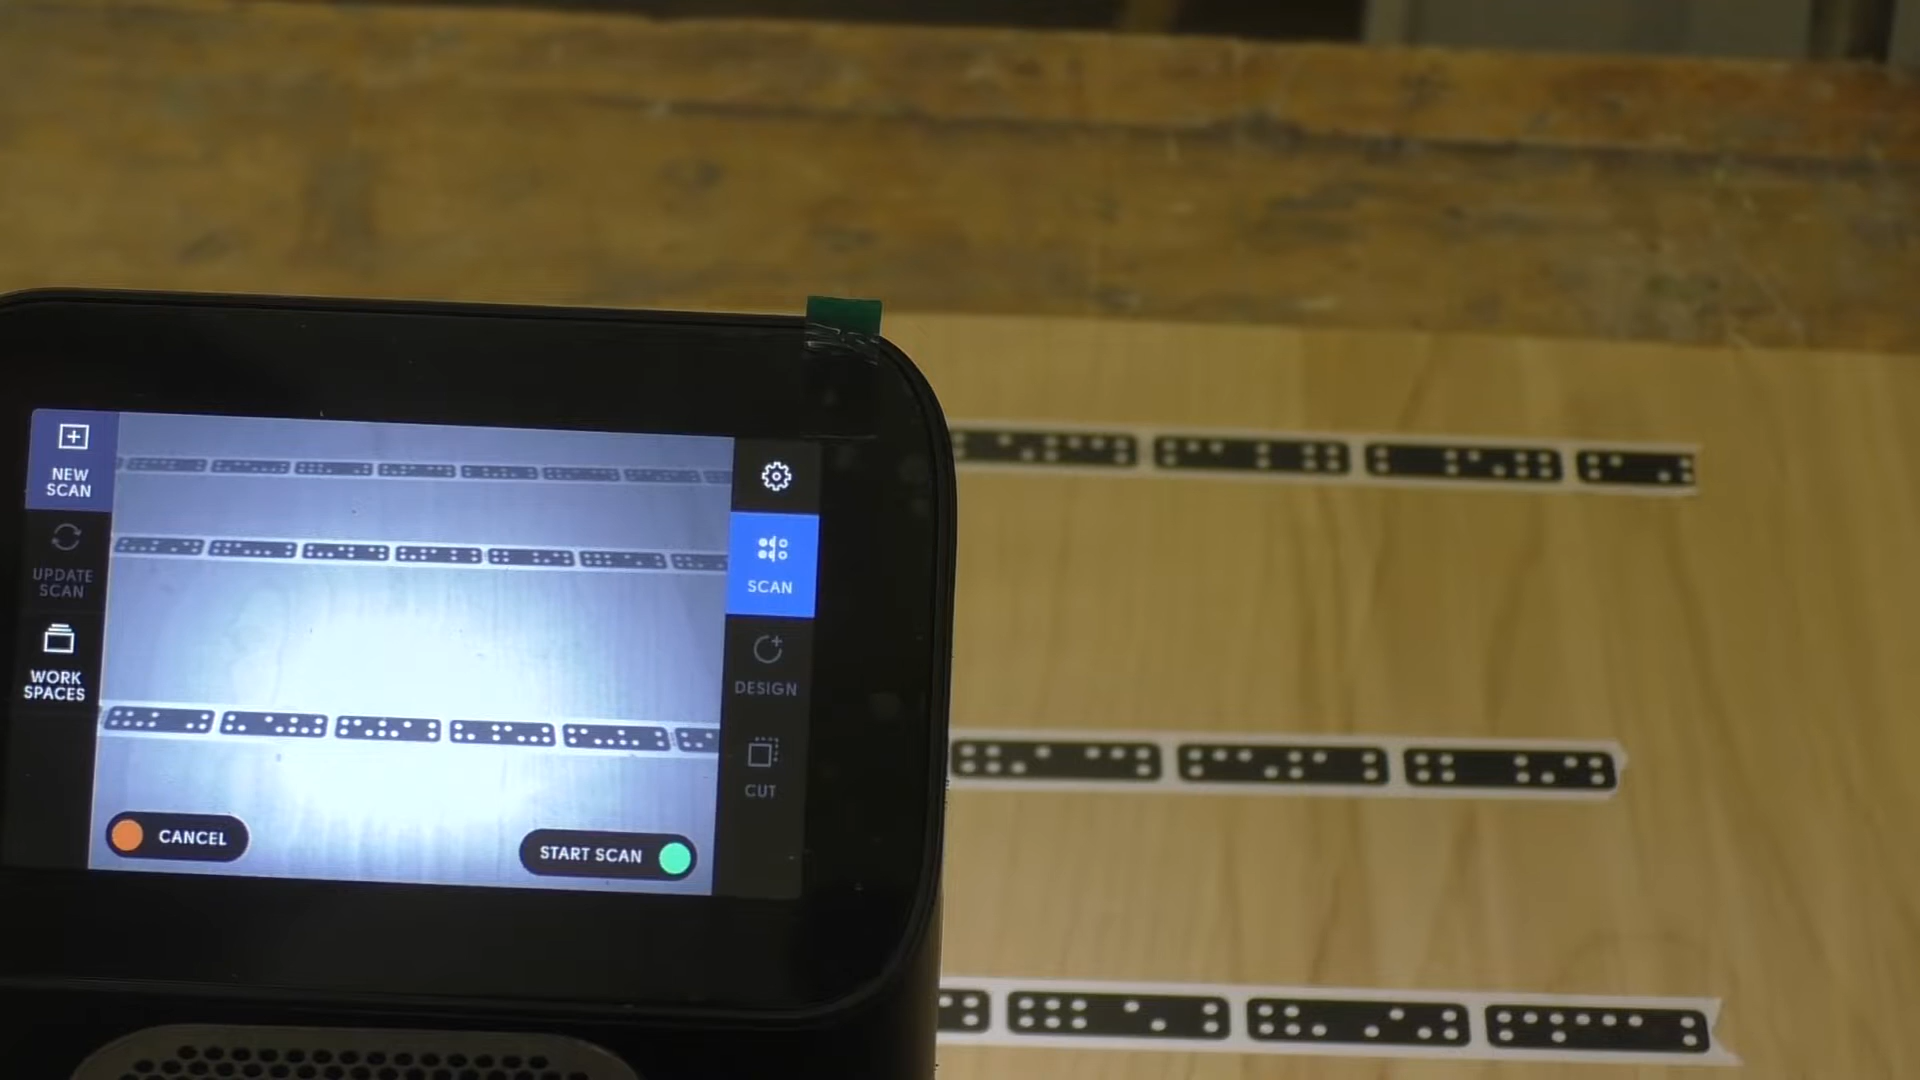 NEW
SCAN
UPDATE
SCAN
WORK
SPACES
SCAN
DESIGN
CUT
CANCEL
START SCAN